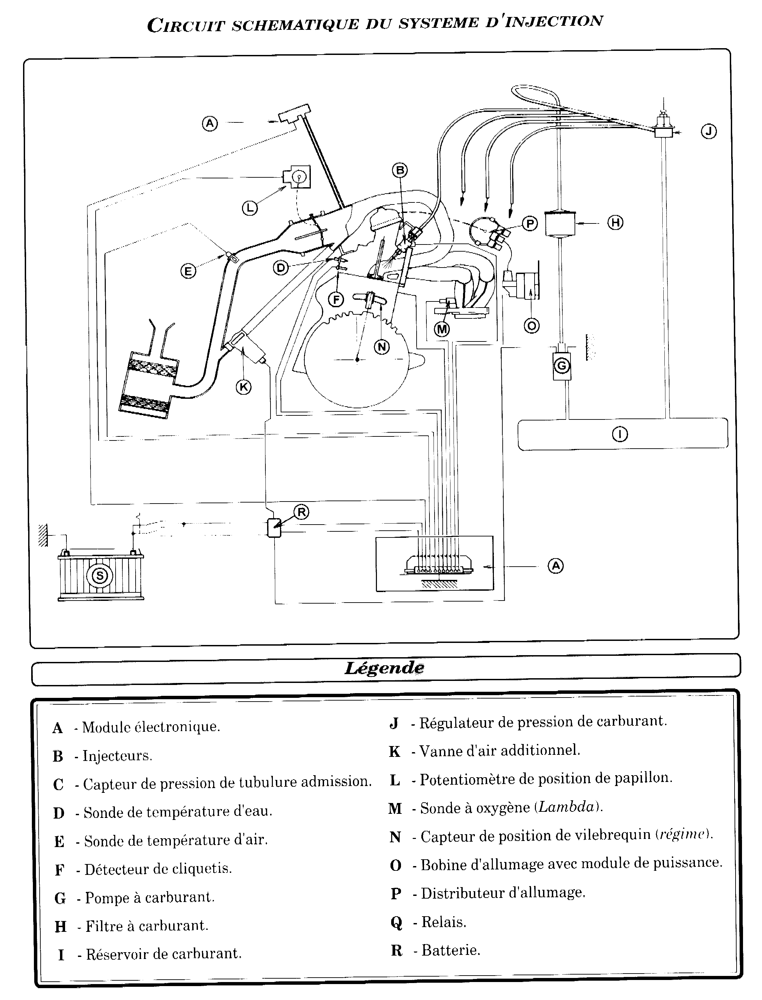 CIRCUIT SCHEMATIQUE DU SYSTEME D'INJECTION
A
J
B
L
P
H
E
D
F
M
O
N
G
K
I
R
A
S
Légende
A - Module électronique.
B - Injecteurs.
C - Capteur de pression de tubulure admission.
D - Sonde de température d'eau.
E - Sonde de température d'air.
F - Détecteur de cliquetis.
G - Pompe à carburant.
H - Filtre à carburant.
I - Réservoir de carburant.
J - Régulateur de pression de carburant.
K - Vanne d'air additionnel.
L - Potentiomètre de position de papillon.
M - Sonde à oxygène (Lambda).
N - Capteur de position de vilebrequin (régime).
O - Bobine d'allumage avec module de puissance.
P - Distributeur d'allumage.
Q - Relais.
R - Batterie.